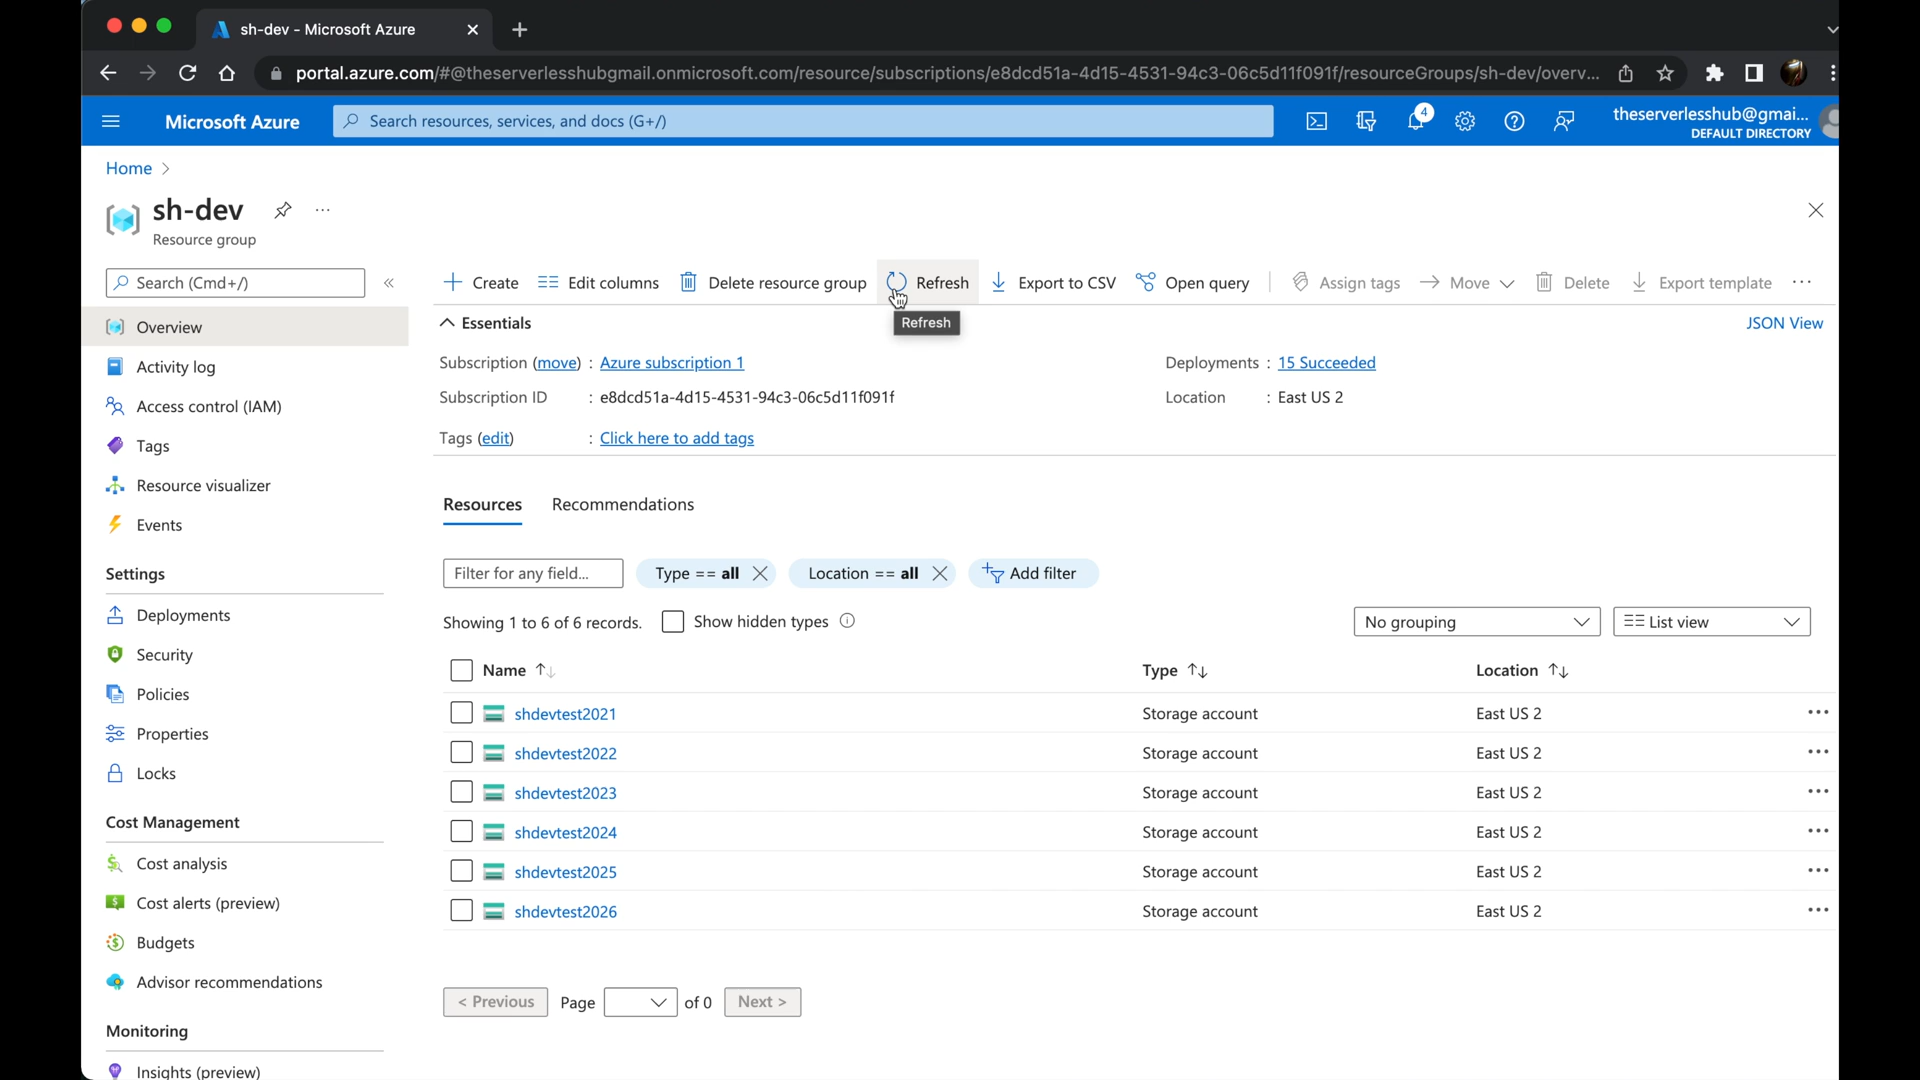 sh-dev - Microsoft Azure
portal.azure.com/#@theserverlesshubgmail.onmicrosoft.com/resource/subscriptions/e8dcd51a-4d15-4531-94c3-06c5d11f091f/resourceGroups/sh-dev/overv...
Microsoft Azure
Search resources, services, and docs (G+/)
4
theserverlesshub@gmai...
DEFAULT DIRECTORY
Home
sh-dev
Resource group
Search (Cmd+/)
Create
Edit columns
Delete resource group
Refresh
Export to CSV
Open query
Assign tags
Move
Delete
Export template
Overview
Activity log
Access control (IAM)
Tags
Resource visualizer
Events
Settings
Deployments
Security
Policies
Properties
Locks
Cost Management
Cost analysis
Cost alerts (preview)
Budgets
Advisor recommendations
Monitoring
Insights (preview)
Essentials
Refresh
JSON View
Subscription (move) : Azure subscription 1
Deployments : 15 Succeeded
Subscription ID : e8dcd51a-4d15-4531-94c3-06c5d11f091f
Location : East US 2
Tags (edit) : Click here to add tags
Resources
Recommendations
Filter for any field...
Type == all
Location == all
Add filter
Showing 1 to 6 of 6 records.
Show hidden types
No grouping
List view
Name Type Location
shdevtest2021 Storage account East US 2
shdevtest2022 Storage account East US 2
shdevtest2023 Storage account East US 2
shdevtest2024 Storage account East US 2
shdevtest2025 Storage account East US 2
shdevtest2026 Storage account East US 2
< Previous Page of 0 Next >